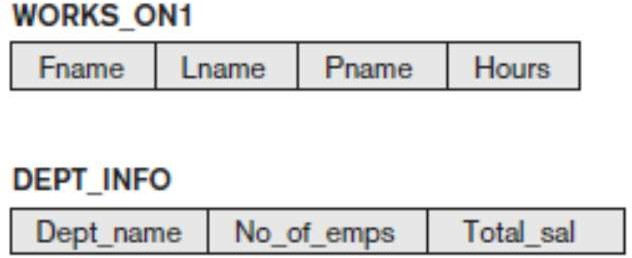 WORKS_ON1
Fname Lname Pname Hours
DEPT_INFO
Dept_name No_of_emps Total_sal